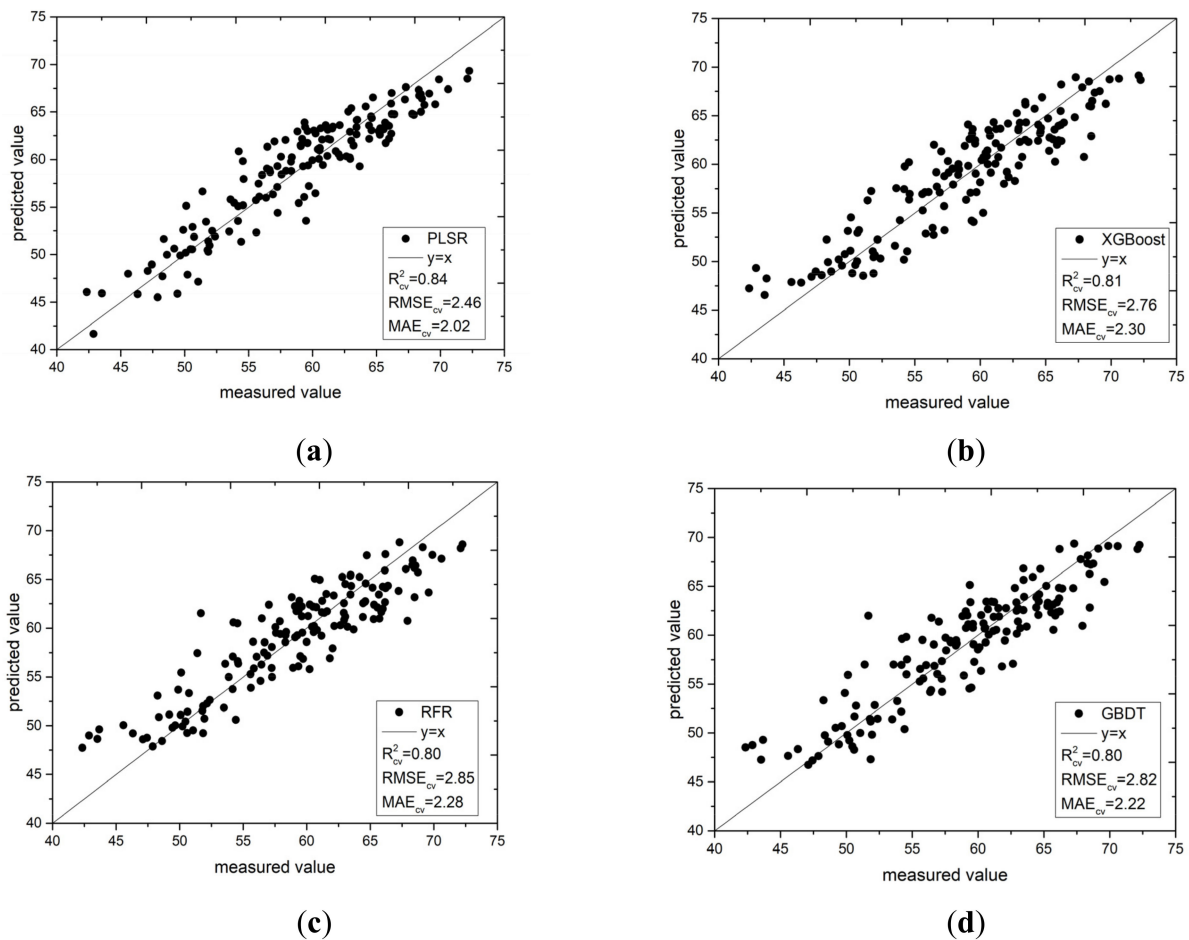 75
70
65
60
55
50
45
40
predicted value
PLSR
y=x
R²cv=0.84
RMSEcv=2.46
MAEcv=2.02
40 45 50 55 60 65 70 75
measured value
(a)
75
70
65
60
55
50
45
40
predicted value
XGBoost
y=x
R²cv=0.81
RMSEcv=2.76
MAEcv=2.30
40 45 50 55 60 65 70 75
measured value
(b)
75
70
65
60
55
50
45
40
predicted value
RFR
y=x
R²cv=0.80
RMSEcv=2.85
MAEcv=2.28
40 45 50 55 60 65 70 75
measured value
(c)
75
70
65
60
55
50
45
40
predicted value
GBDT
y=x
R²cv=0.80
RMSEcv=2.82
MAEcv=2.22
40 45 50 55 60 65 70 75
measured value
(d)